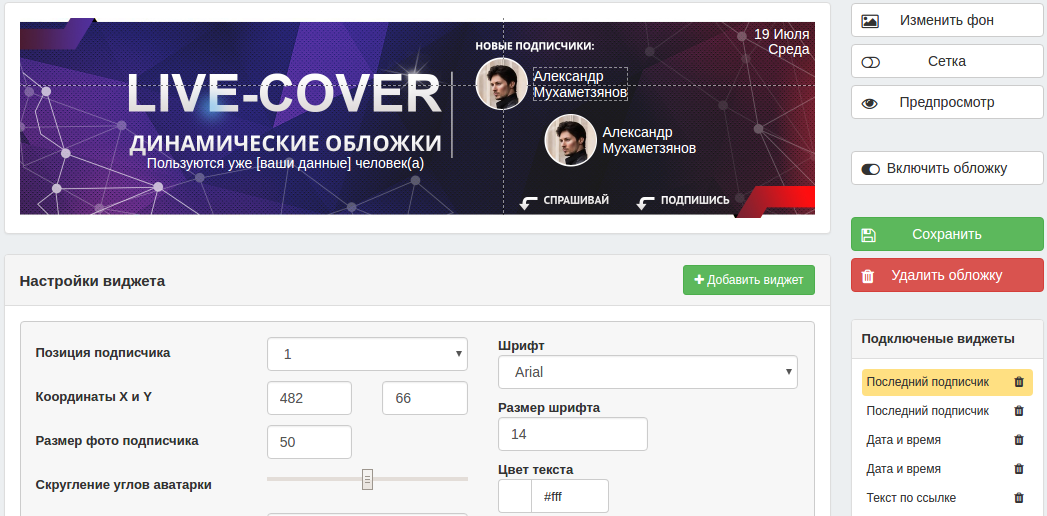 НОВЫЕ ПОДПИСЧИКИ:
19 Июля
Среда
LIVE-COVER
Александр
Мухаметзянов
ДИНАМИЧЕСКИЕ ОБЛОЖКИ
Пользуются уже [ваши данные] человек(а)
Александр
Мухаметзянов
СПРАШИВАЙ
ПОДПИШИСЬ
Изменить фон
Сетка
Предпросмотр
Включить обложку
Сохранить
Удалить обложку
Настройки виджета
Добавить виджет
Позиция подписчика
1
Координаты X и Y
482
66
Размер фото подписчика
50
Скругление углов аватарки
Шрифт
Arial
Размер шрифта
14
Цвет текста
#fff
Подключеные виджеты
Последний подписчик
Последний подписчик
Дата и время
Дата и время
Текст по ссылке